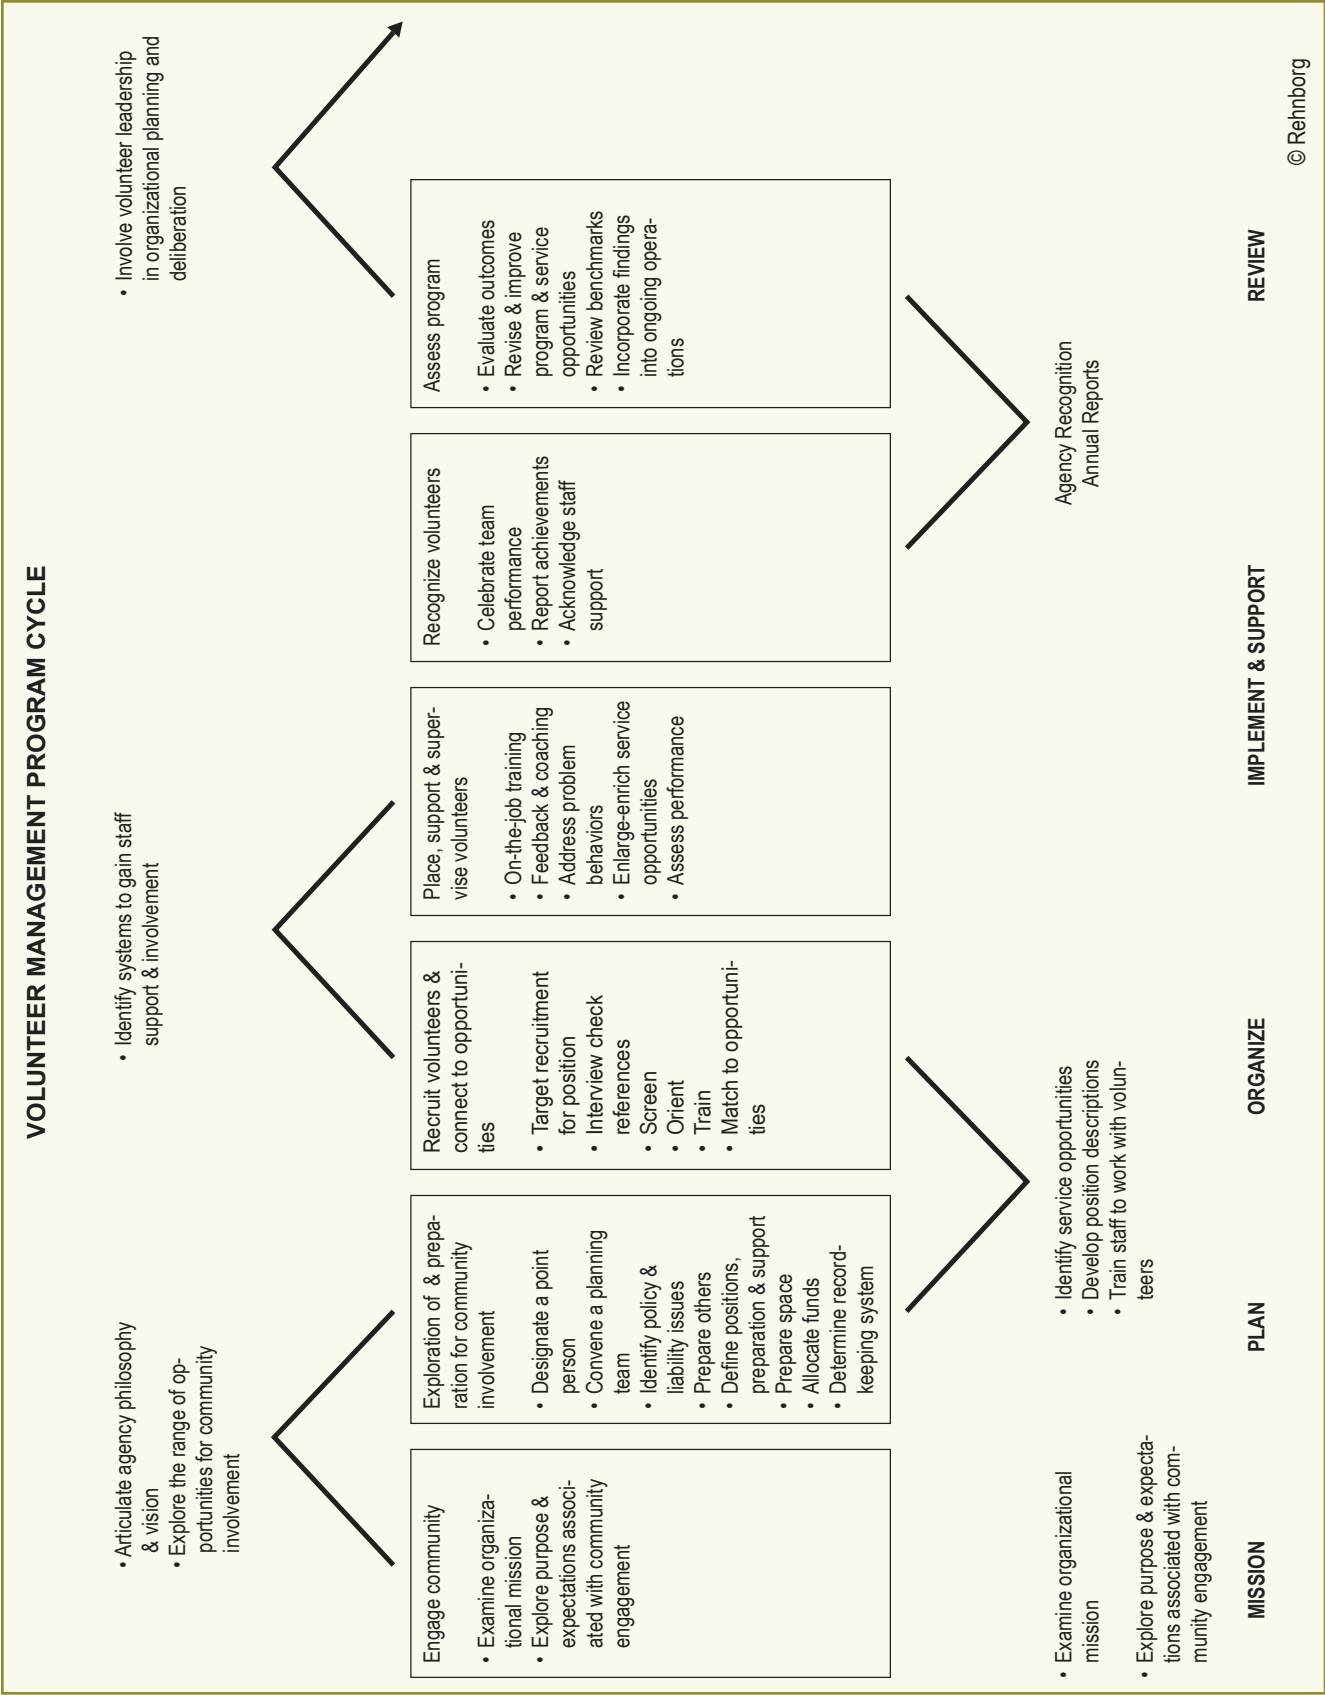 VOLUNTEER MANAGEMENT PROGRAM CYCLE
• Articulate agency philosophy
& vision
• Explore the range of op-
portunities for community
involvement
• Identify systems to gain staff
support & involvement
• Involve volunteer leadership
in organizational planning and
deliberation
Engage community
• Examine organiza-
tional mission
• Explore purpose &
expectations associ-
ated with community
engagement
Exploration of & prepa-
ration for community
involvement
• Designate a point
person
• Convene a planning
team
• Identify policy &
liability issues
• Prepare others
• Define positions,
preparation & support
• Prepare space
• Allocate funds
• Determine record-
keeping system
Recruit volunteers &
connect to opportuni-
ties
• Target recruitment
for position
• Interview check
references
• Screen
• Orient
• Train
• Match to opportuni-
ties
Place, support & super-
vise volunteers
• On-the-job training
• Feedback & coaching
• Address problem
behaviors
• Enlarge-enrich service
opportunities
• Assess performance
Recognize volunteers
• Celebrate team
performance
• Report achievements
• Acknowledge staff
support
Assess program
• Evaluate outcomes
• Revise & improve
program & service
opportunities
• Review benchmarks
• Incorporate findings
into ongoing opera-
tions
• Examine organizational
mission
• Explore purpose & expecta-
tions associated with com-
munity engagement
• Identify service opportunities
• Develop position descriptions
• Train staff to work with volun-
teers
Agency Recognition
Annual Reports
MISSION
PLAN
ORGANIZE
IMPLEMENT & SUPPORT
REVIEW
© Rehnborg